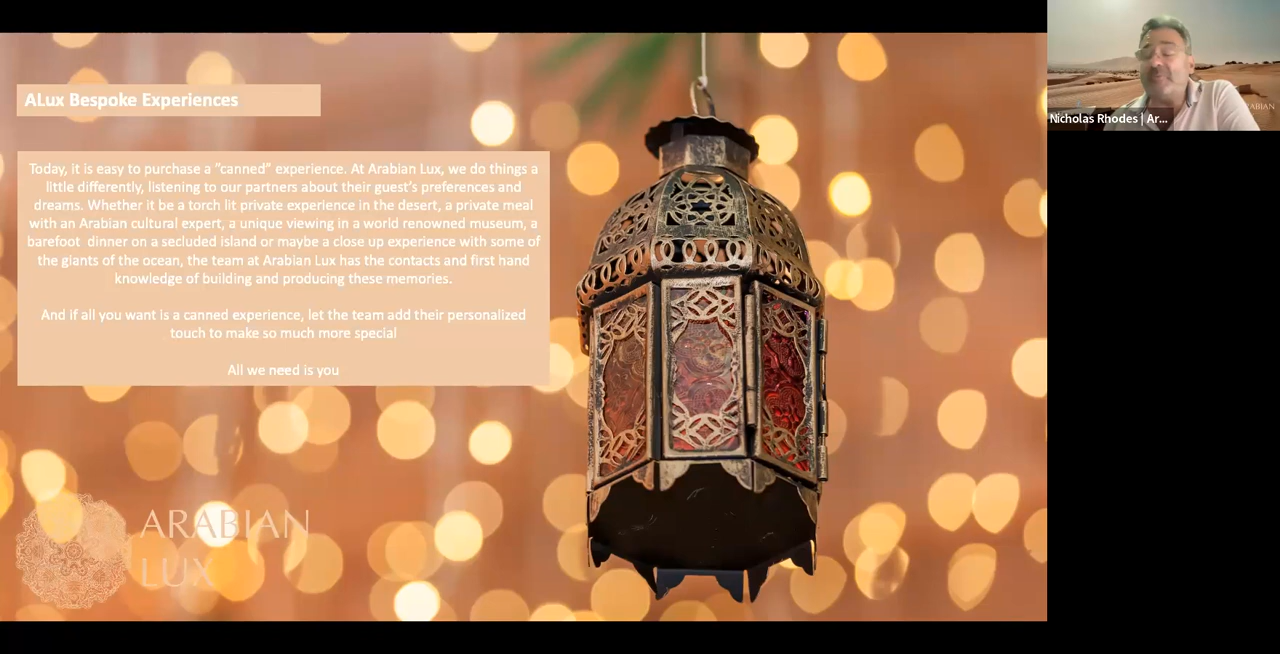 ALux Bespoke Experiences
Today, it is easy to purchase a "canned" experience. At Arabian Lux, we do things a
little differently, listening to our partners about their guest's preferences and
dreams. Whether it be a torch lit private experience in the desert, a private meal
with an Arabian cultural expert, a unique viewing in a world renowned museum, a
barefoot dinner on a secluded island or maybe a close up experience with some of
the giants of the ocean, the team at Arabian Lux has the contacts and first hand
knowledge of building and producing these memories.
And if all you want is a canned experience, let the team add their personalized
touch to make so much more special
All we need is you
ARABIAN
LUX
Nicholas Rhodes | Ar...